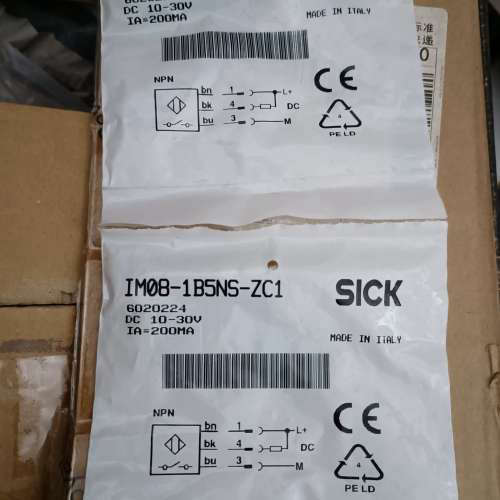 DC 10-30V
IA=200MA
MADE IN ITALY
NPN
bn 1 L+
bk 4 DC
bu 3 M
CE
4
PE LD
IM08-1B5NS-ZC1
SICK
6020224
DC 10-30V
IA=200MA
MADE IN ITALY
NPN
bn 1 L+
bk 4 DC
bu 3 M
CE
4
PE LD